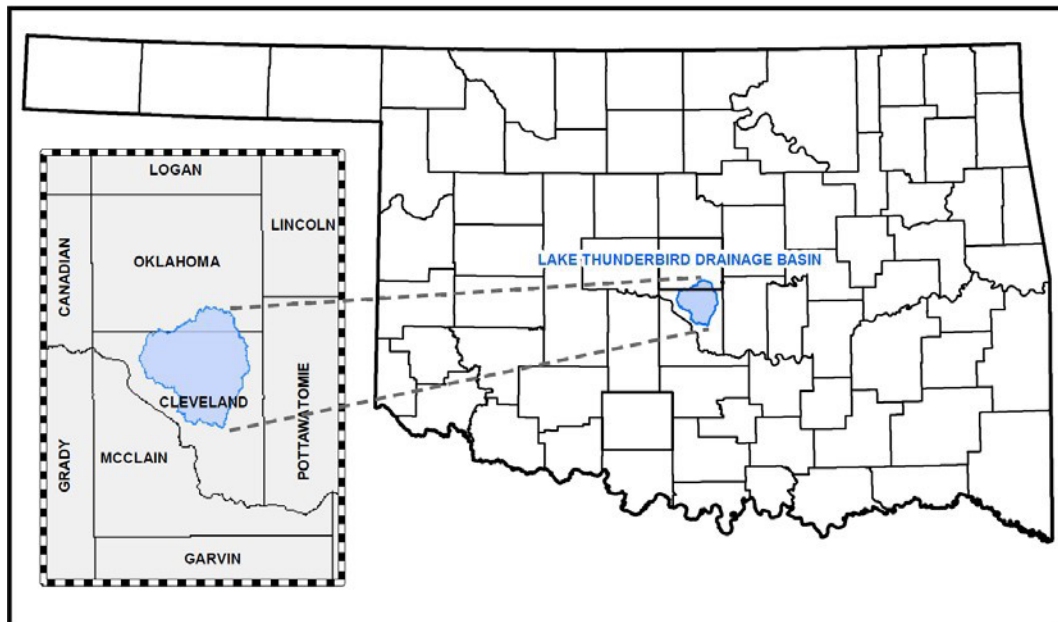 LOGAN
LINCOLN
CANADIAN
OKLAHOMA
LAKE THUNDERBIRD DRAINAGE BASIN
CLEVELAND
POTTAWATOMIE
MCCLAIN
GRADY
GARVIN